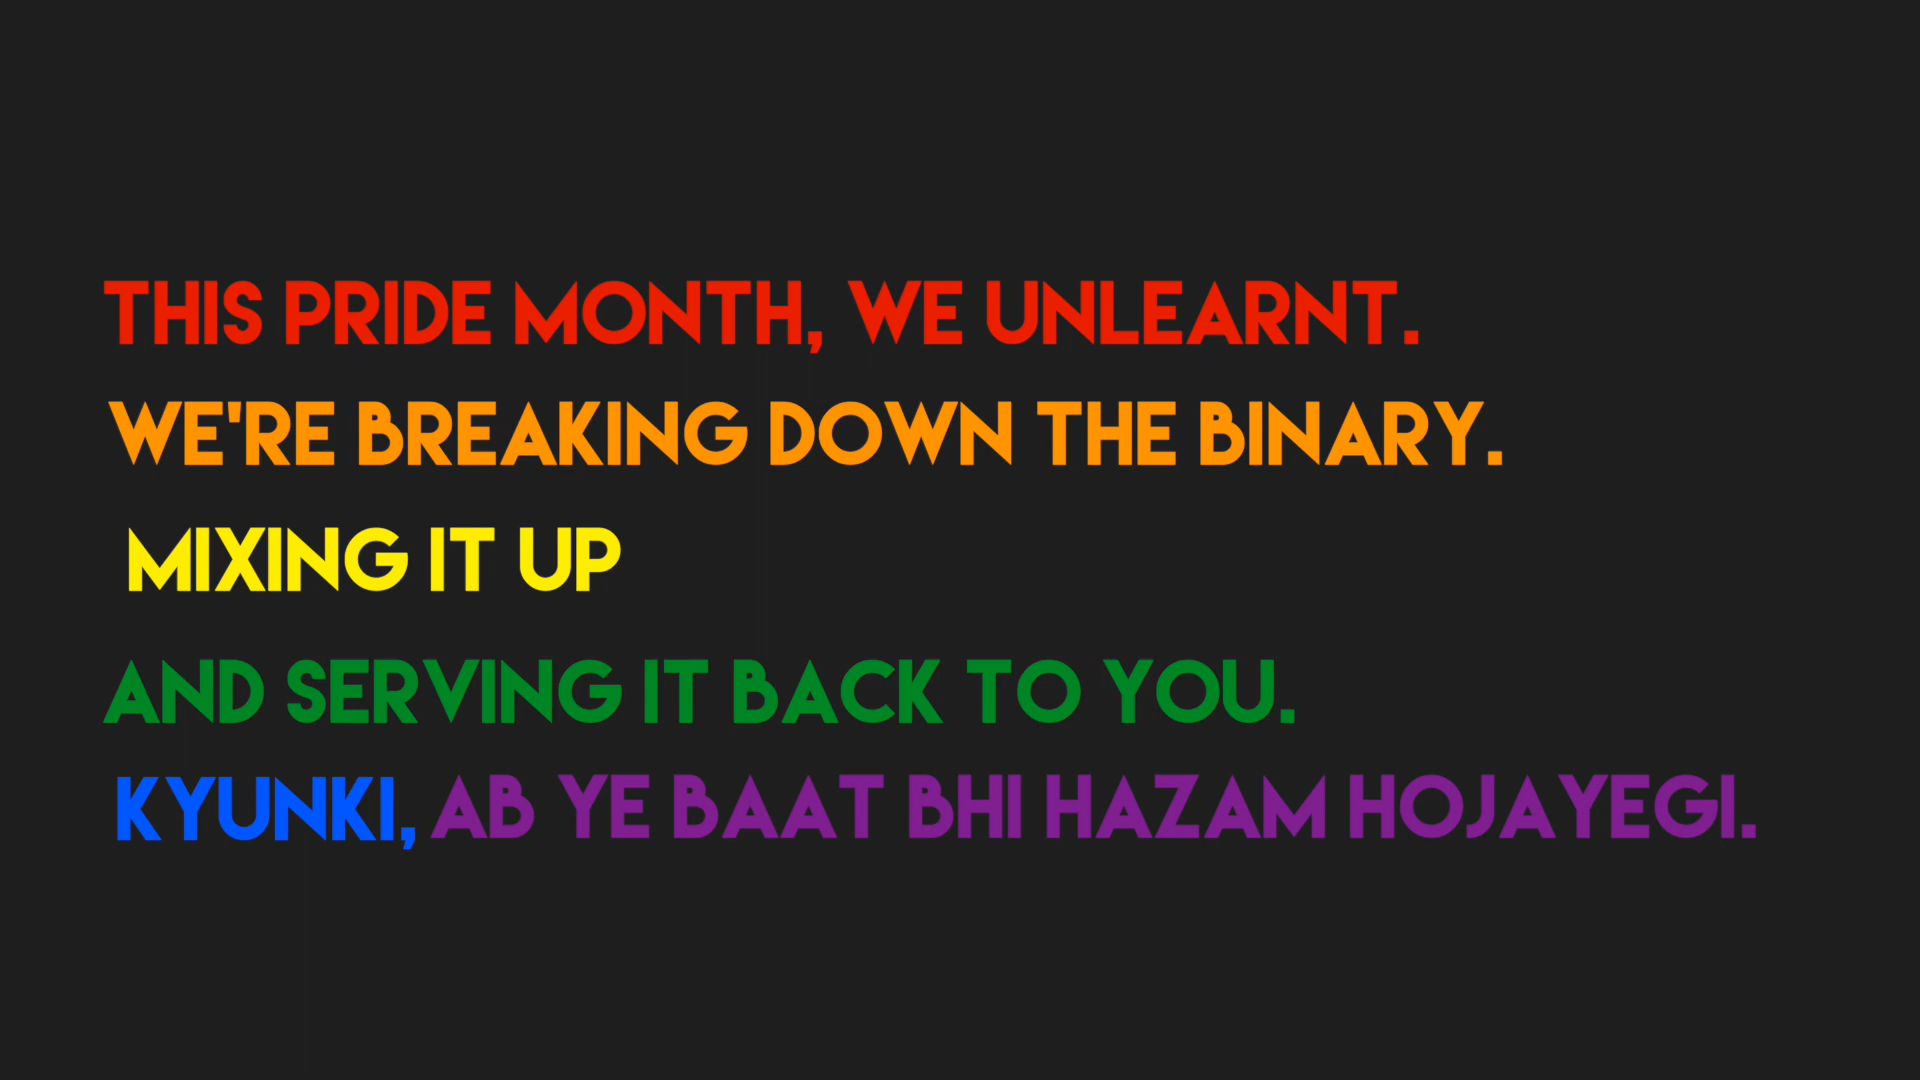 THIS PRIDE MONTH, WE UNLEARNT.
WE'RE BREAKING DOWN THE BINARY.
MIXING IT UP
AND SERVING IT BACK TO YOU.
KYUNKI, AB YE BAAT BHI HAZAM HOJAYEGI.